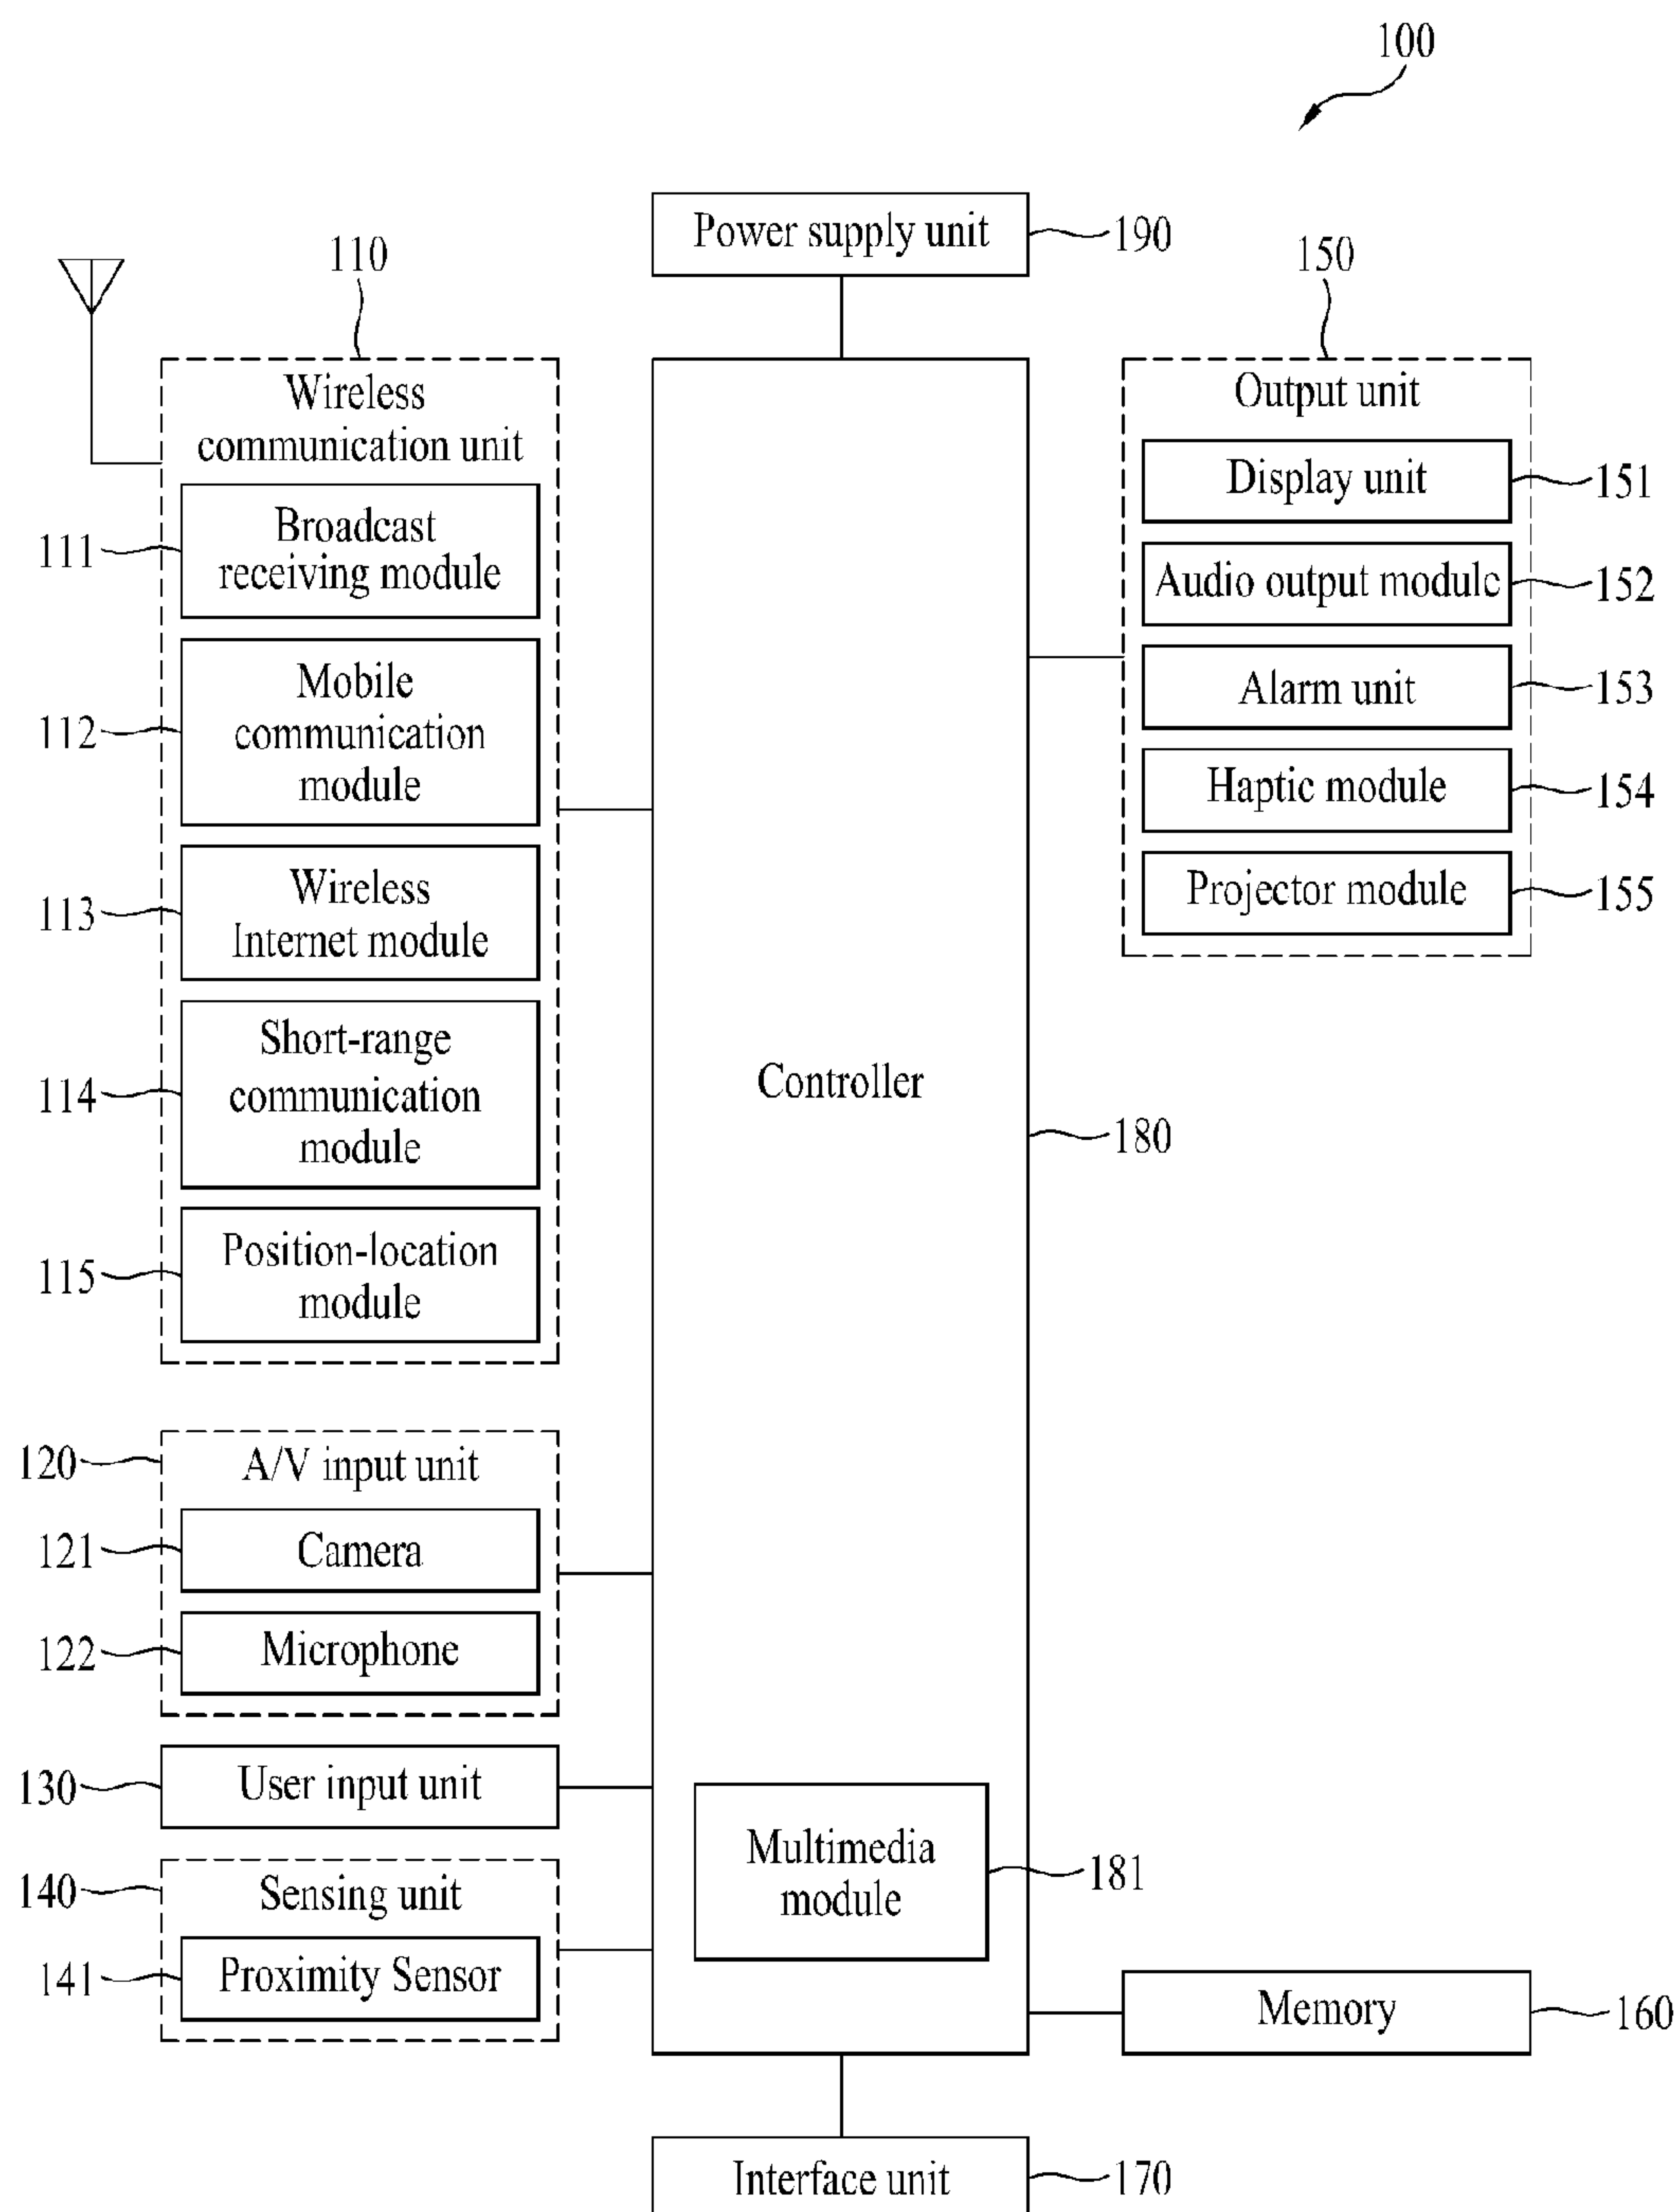 100
Power supply unit
190
110
150
Wireless
communication unit
Broadcast
receiving module
111
Mobile
communication
module
112
Wireless
Internet module
113
Short-range
communication
module
114
Position-location
module
115
Output unit
Display unit
151
Audio output module
152
Alarm unit
153
Haptic module
154
Projector module
155
Controller
180
120
A/V input unit
121
Camera
122
Microphone
130
User input unit
140
Sensing unit
141
Proximity Sensor
Multimedia
module
181
Memory
160
Interface unit
170